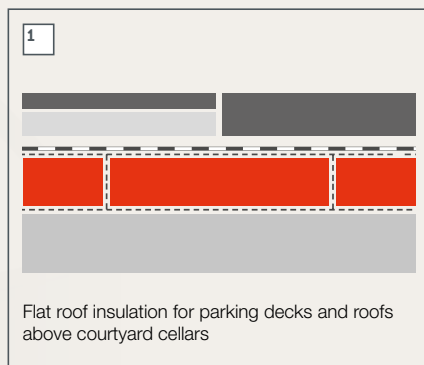 1
Flat roof insulation for parking decks and roofs
above courtyard cellars